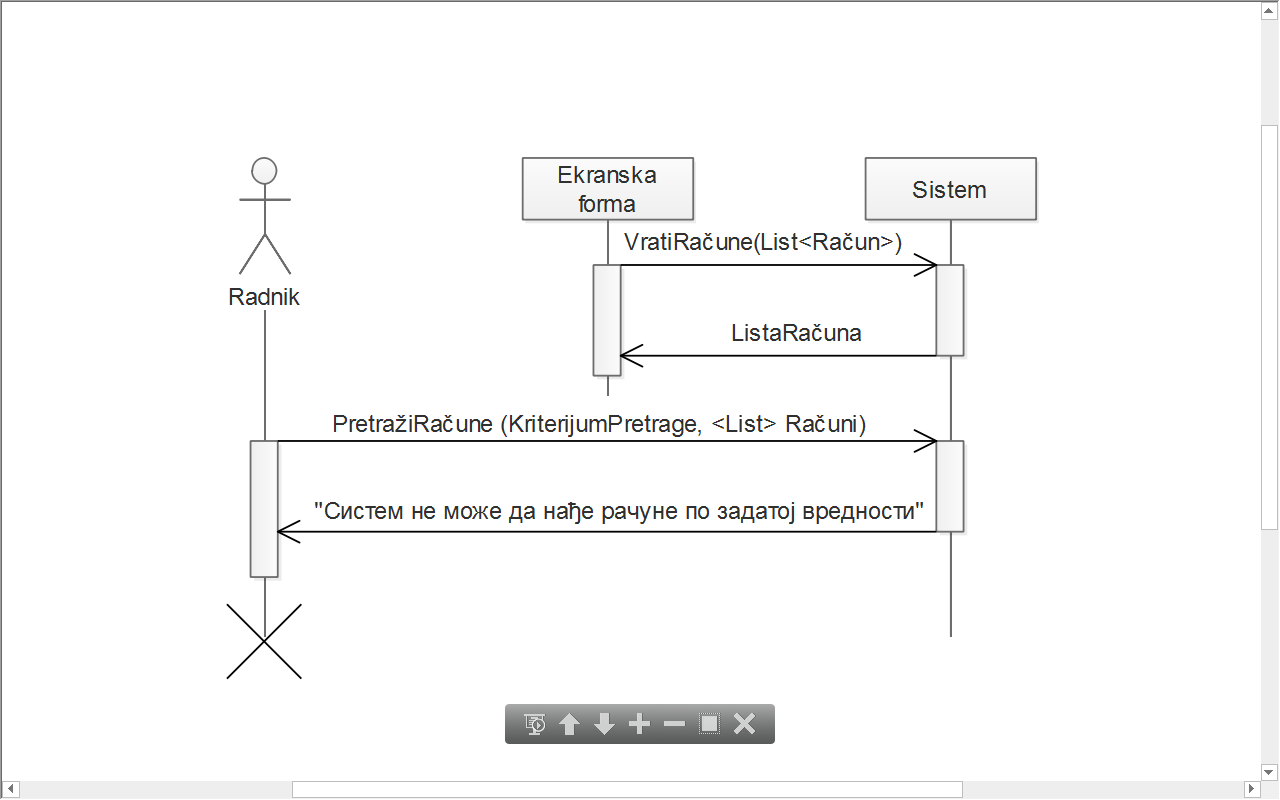 Ekranska
forma
Sistem
VratiRačune(List<Račun>)
Radnik
ListaRačuna
PretražiRačune (KriterijumPretrage, <List> Računi)
"Систем не може да нађе рачуне по задатој вредности"